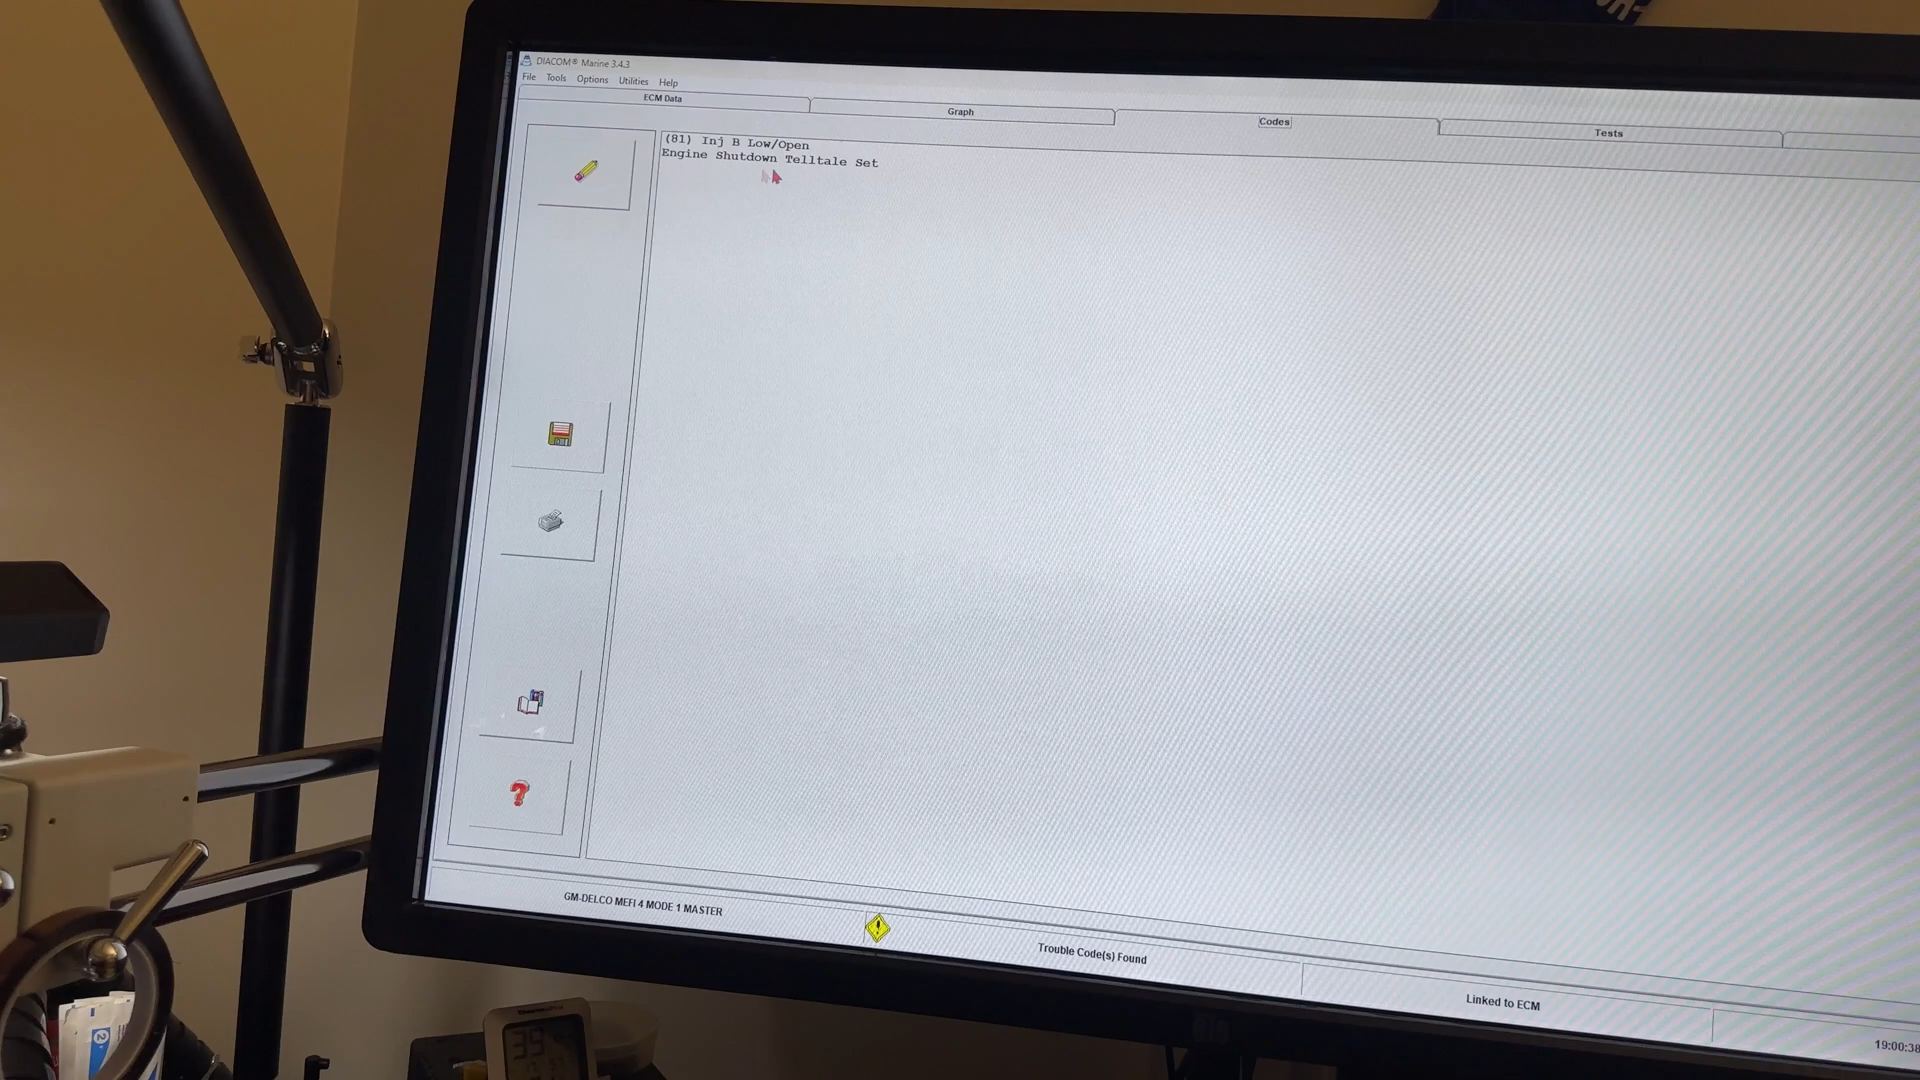 DIACOM® Marine 3.4.3
File Tools Options Utilities Help
ECM Data
Graph
Codes
Tests
(81) Inj B Low/Open
Engine Shutdown Telltale Set
GM-DELCO MEFI 4 MODE 1 MASTER
Trouble Code(s) Found
Linked to ECM
19:00:38
39
2